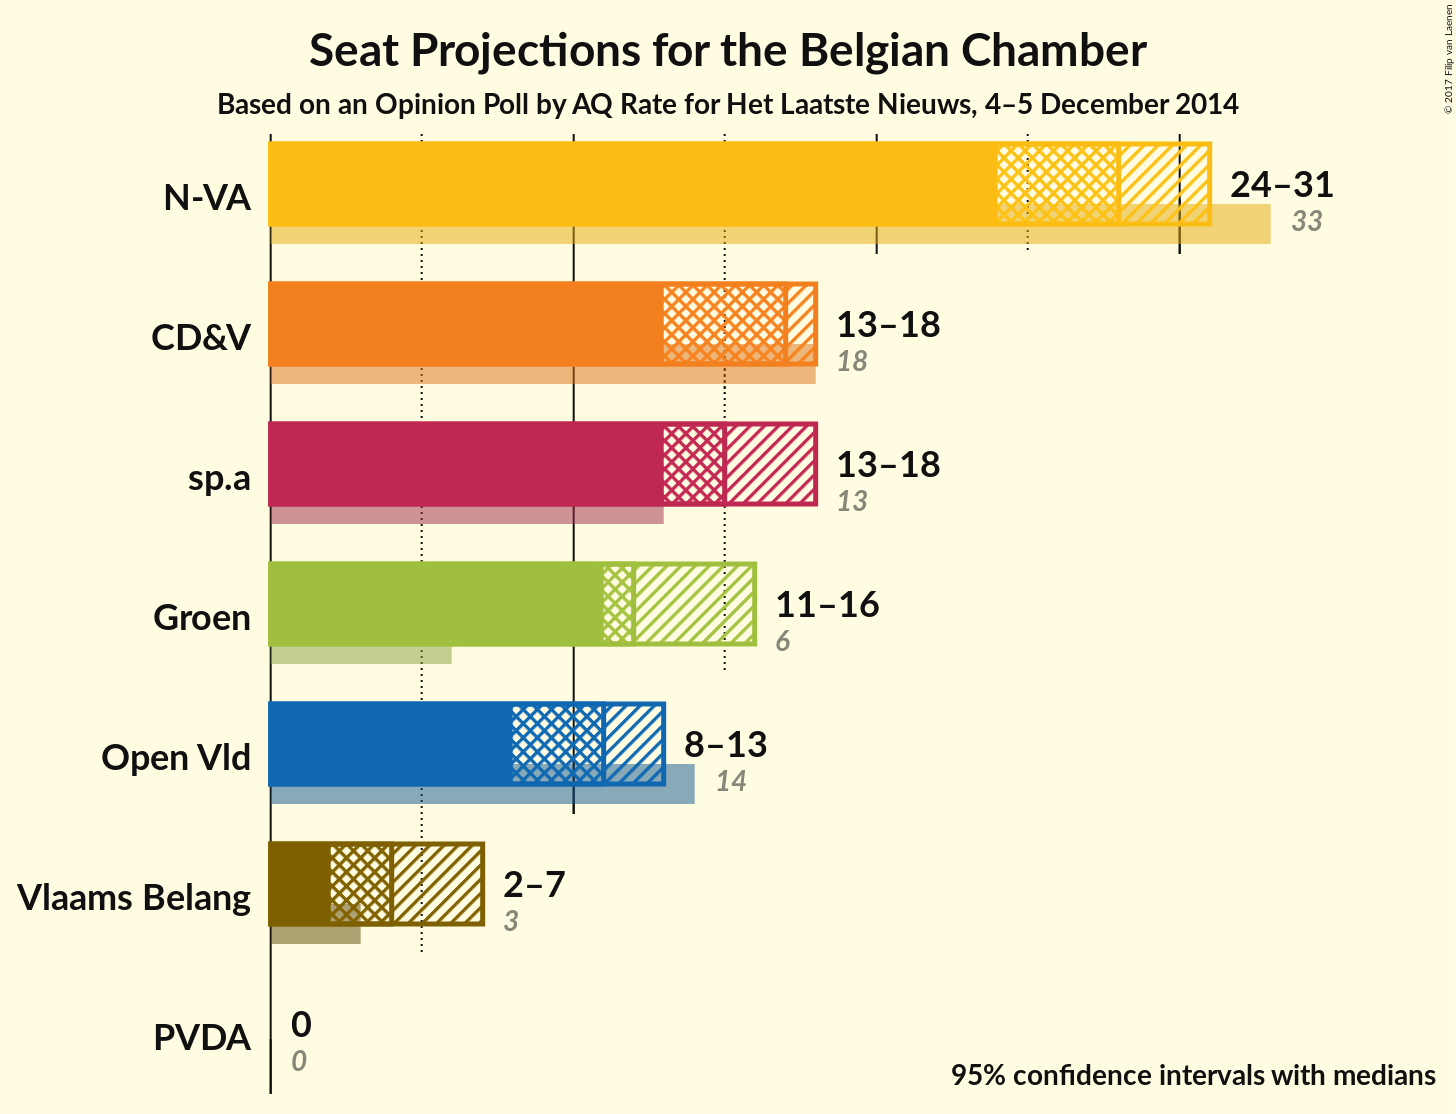 Seat Projections for the Belgian Chamber
Based on an Opinion Poll by AQ Rate for Het Laatste Nieuws, 4–5 December 2014
© 2017 Filip van Laenen
N-VA
24–31
33
CD&V
13–18
18
sp.a
13–18
13
Groen
11–16
6
Open Vld
8–13
14
Vlaams Belang
2–7
3
PVDA
0
0
95% confidence intervals with medians